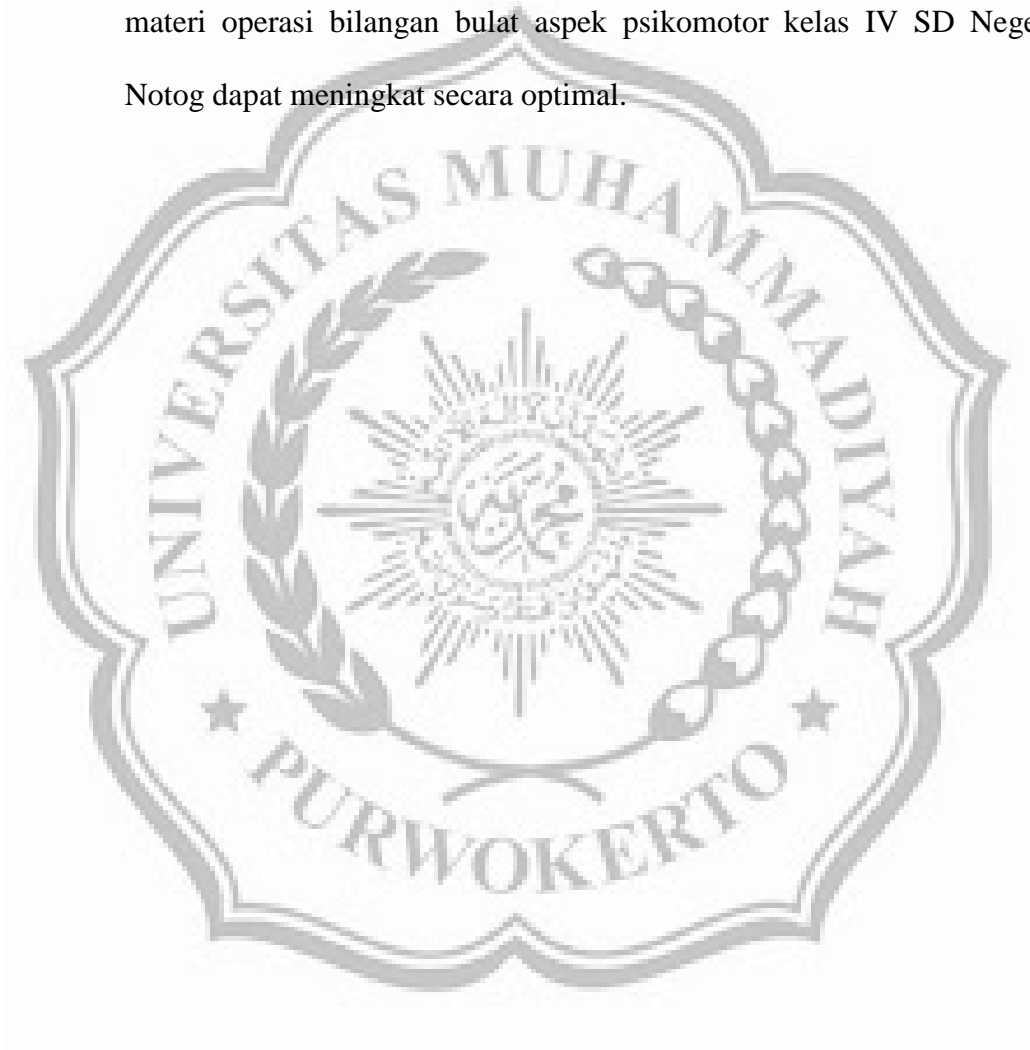 materi operasi bilangan bulat aspek psikomotor kelas IV SD Nege
Notog dapat meningkat secara optimal.
UNIVERSITAS MUHAMMADIYAH
PURWOKERTO